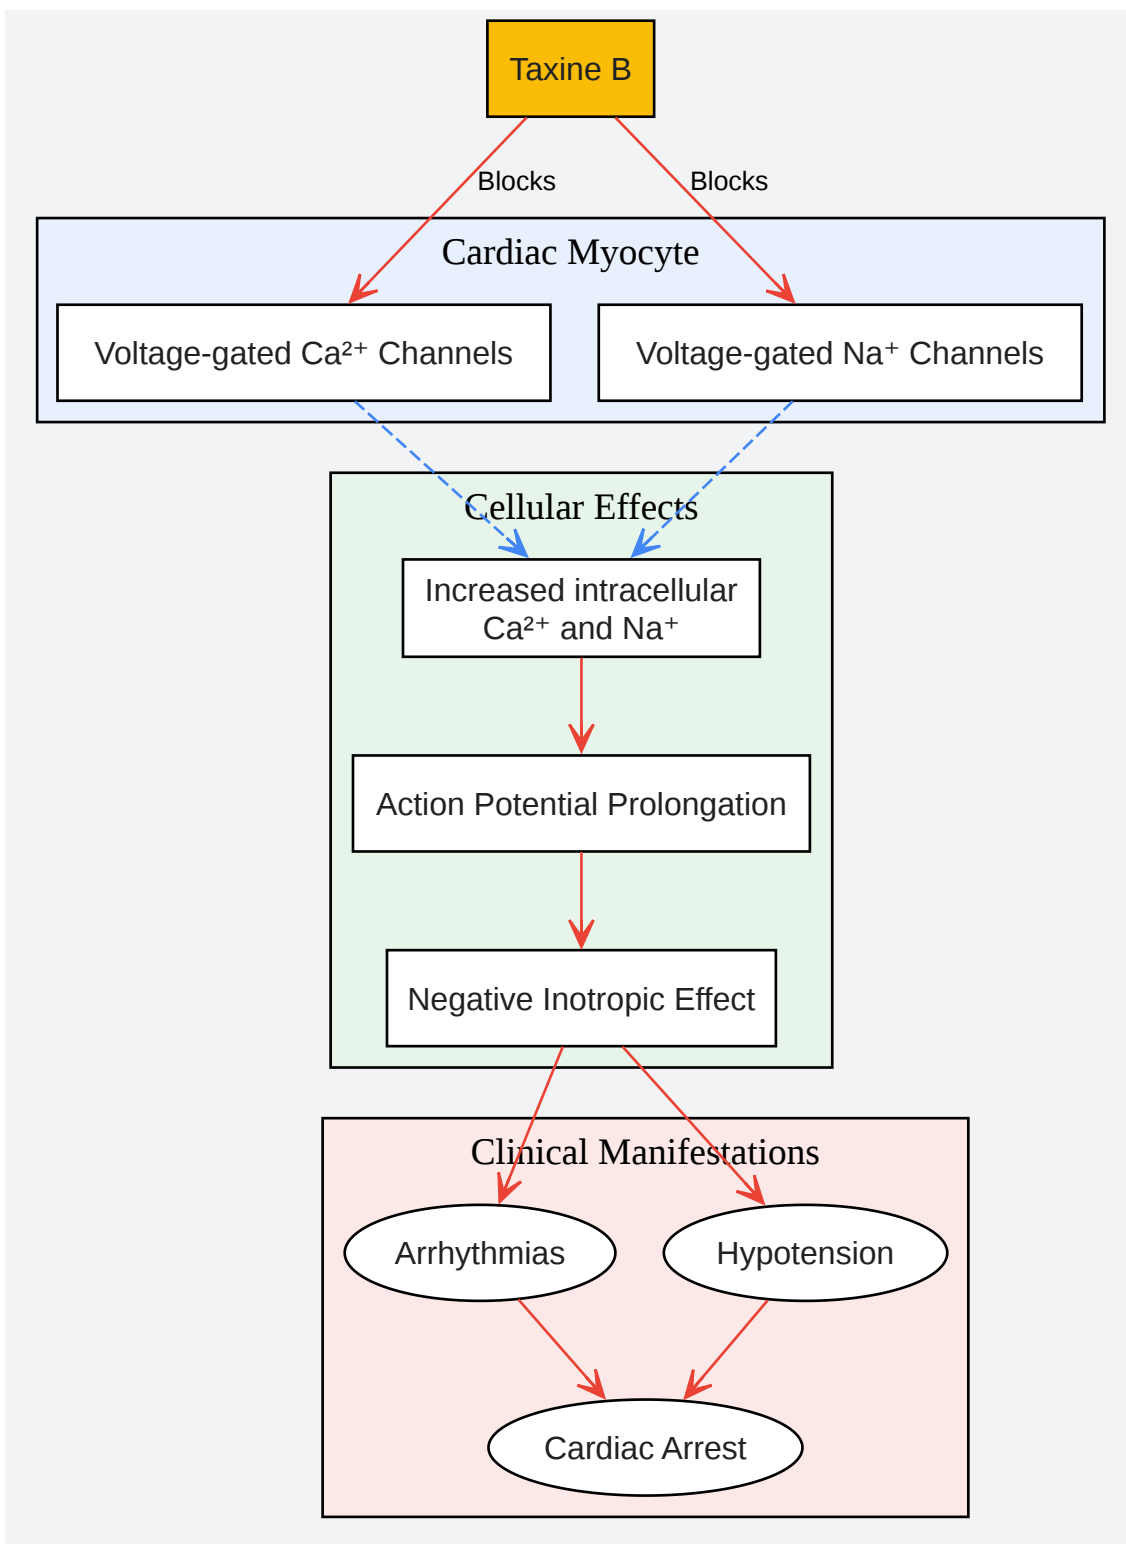 Taxine B
Blocks
Blocks
Cardiac Myocyte
Voltage-gated Ca²⁺ Channels
Voltage-gated Na⁺ Channels
Cellular Effects
Increased intracellular
Ca²⁺ and Na⁺
Action Potential Prolongation
Negative Inotropic Effect
Clinical Manifestations
Arrhythmias
Hypotension
Cardiac Arrest